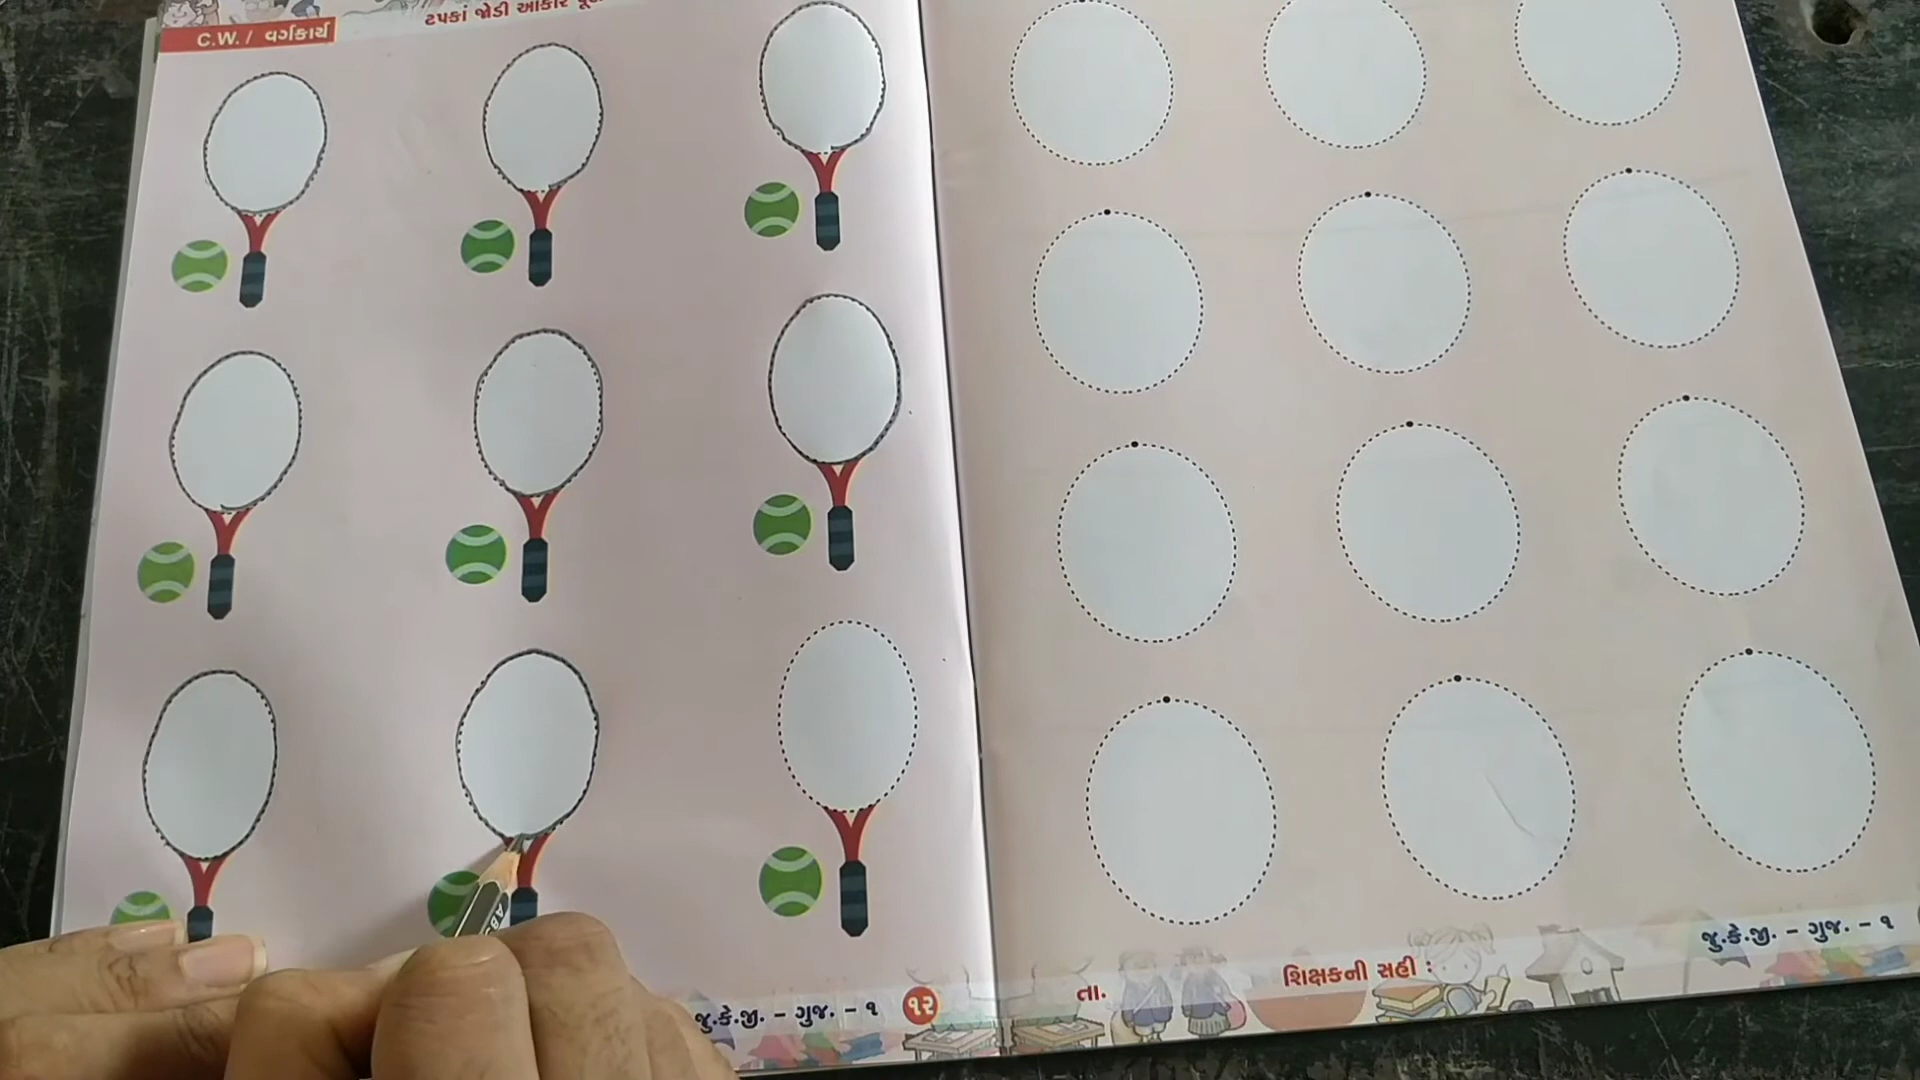 C.W. / વર્ગકાર્ય
ટપકાં જોડી આકાર
જુ.કે.જી. - ગુજ. - ૧ ૧૨
તા. શિક્ષકની સહી :
જુ.કે.જી. - ગુજ. - ૧